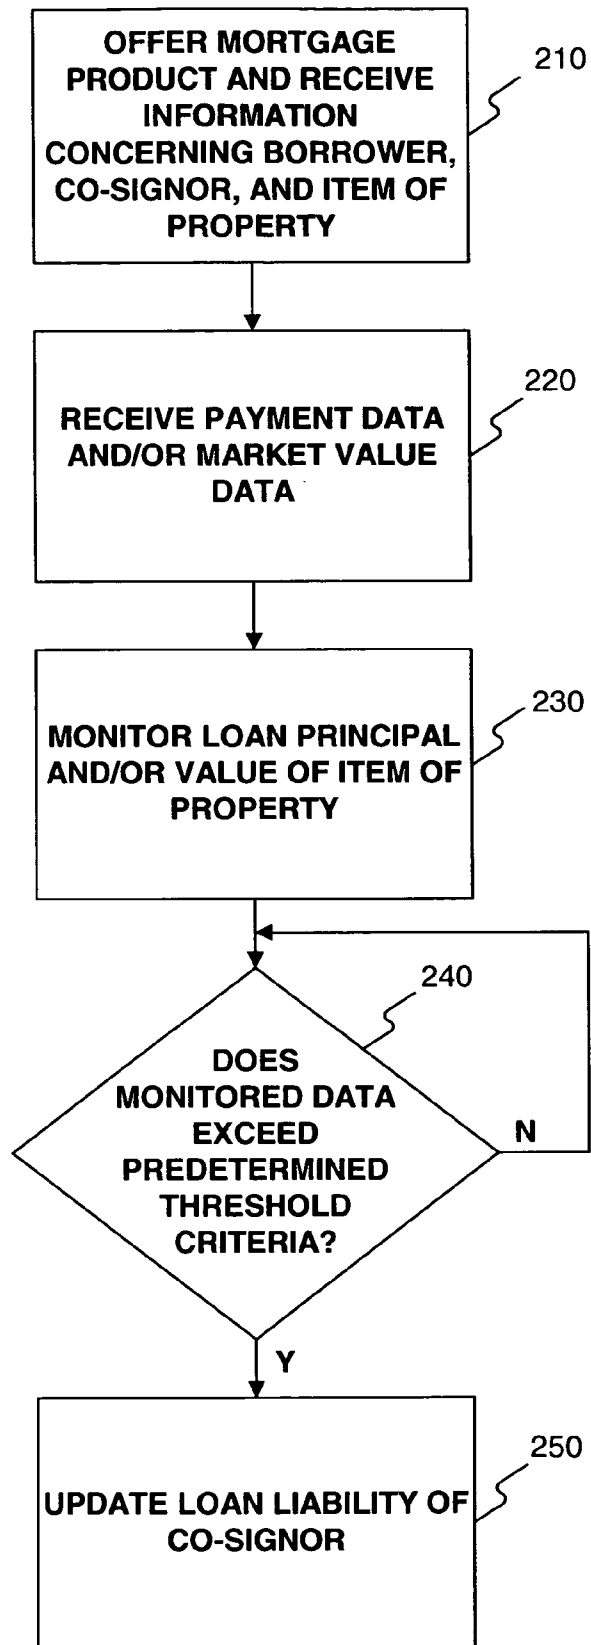 OFFER MORTGAGE
PRODUCT AND RECEIVE
INFORMATION
CONCERNING BORROWER,
CO-SIGNOR, AND ITEM OF
PROPERTY
210
RECEIVE PAYMENT DATA
AND/OR MARKET VALUE
DATA
220
MONITOR LOAN PRINCIPAL
AND/OR VALUE OF ITEM OF
PROPERTY
230
DOES
MONITORED DATA
EXCEED
PREDETERMINED
THRESHOLD
CRITERIA?
240
N
Y
UPDATE LOAN LIABILITY OF
CO-SIGNOR
250